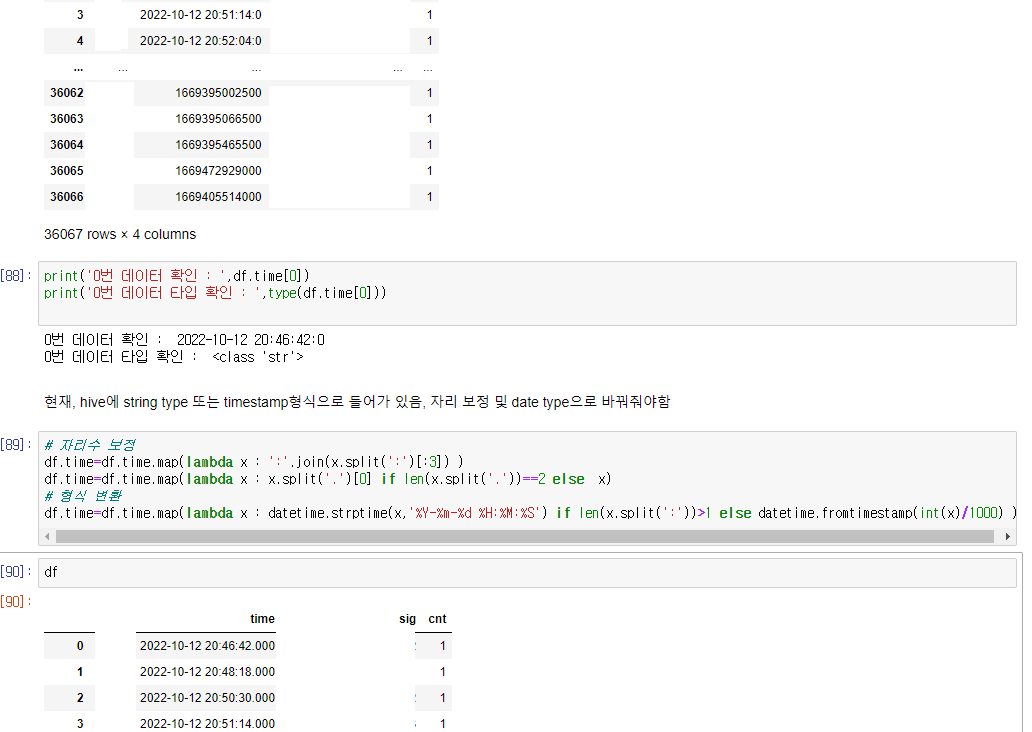 3 2022-10-12 20:51:14:0 1
4 2022-10-12 20:52:04:0 1
... ... ... ... ...
36062 1669395002500 1
36063 1669395066500 1
36064 1669395465500 1
36065 1669472929000 1
36066 1669405514000 1
36067 rows × 4 columns
[88]: print('0번 데이터 확인 : ',df.time[0])
print('0번 데이터 타입 확인 : ',type(df.time[0]))
0번 데이터 확인 :  2022-10-12 20:46:42:0
0번 데이터 타입 확인 :  <class 'str'>
현재, hive에 string type 또는 timestamp형식으로 들어가 있음, 자리 보정 및 date type으로 바꿔줘야함
[89]: # 자리수 보정
df.time=df.time.map(lambda x : ':'.join(x.split(':')[:3]) )
df.time=df.time.map(lambda x : x.split('.')[0] if len(x.split('.'))==2 else  x)
# 형식 변환
df.time=df.time.map(lambda x : datetime.strptime(x,'%Y-%m-%d %H:%M:%S') if len(x.split(':'))>1 else datetime.fromtimestamp(int(x)/1000) )
[90]: df
[90]:
time sig cnt
0 2022-10-12 20:46:42.000 1
1 2022-10-12 20:48:18.000 1
2 2022-10-12 20:50:30.000 1
3 2022-10-12 20:51:14.000 1